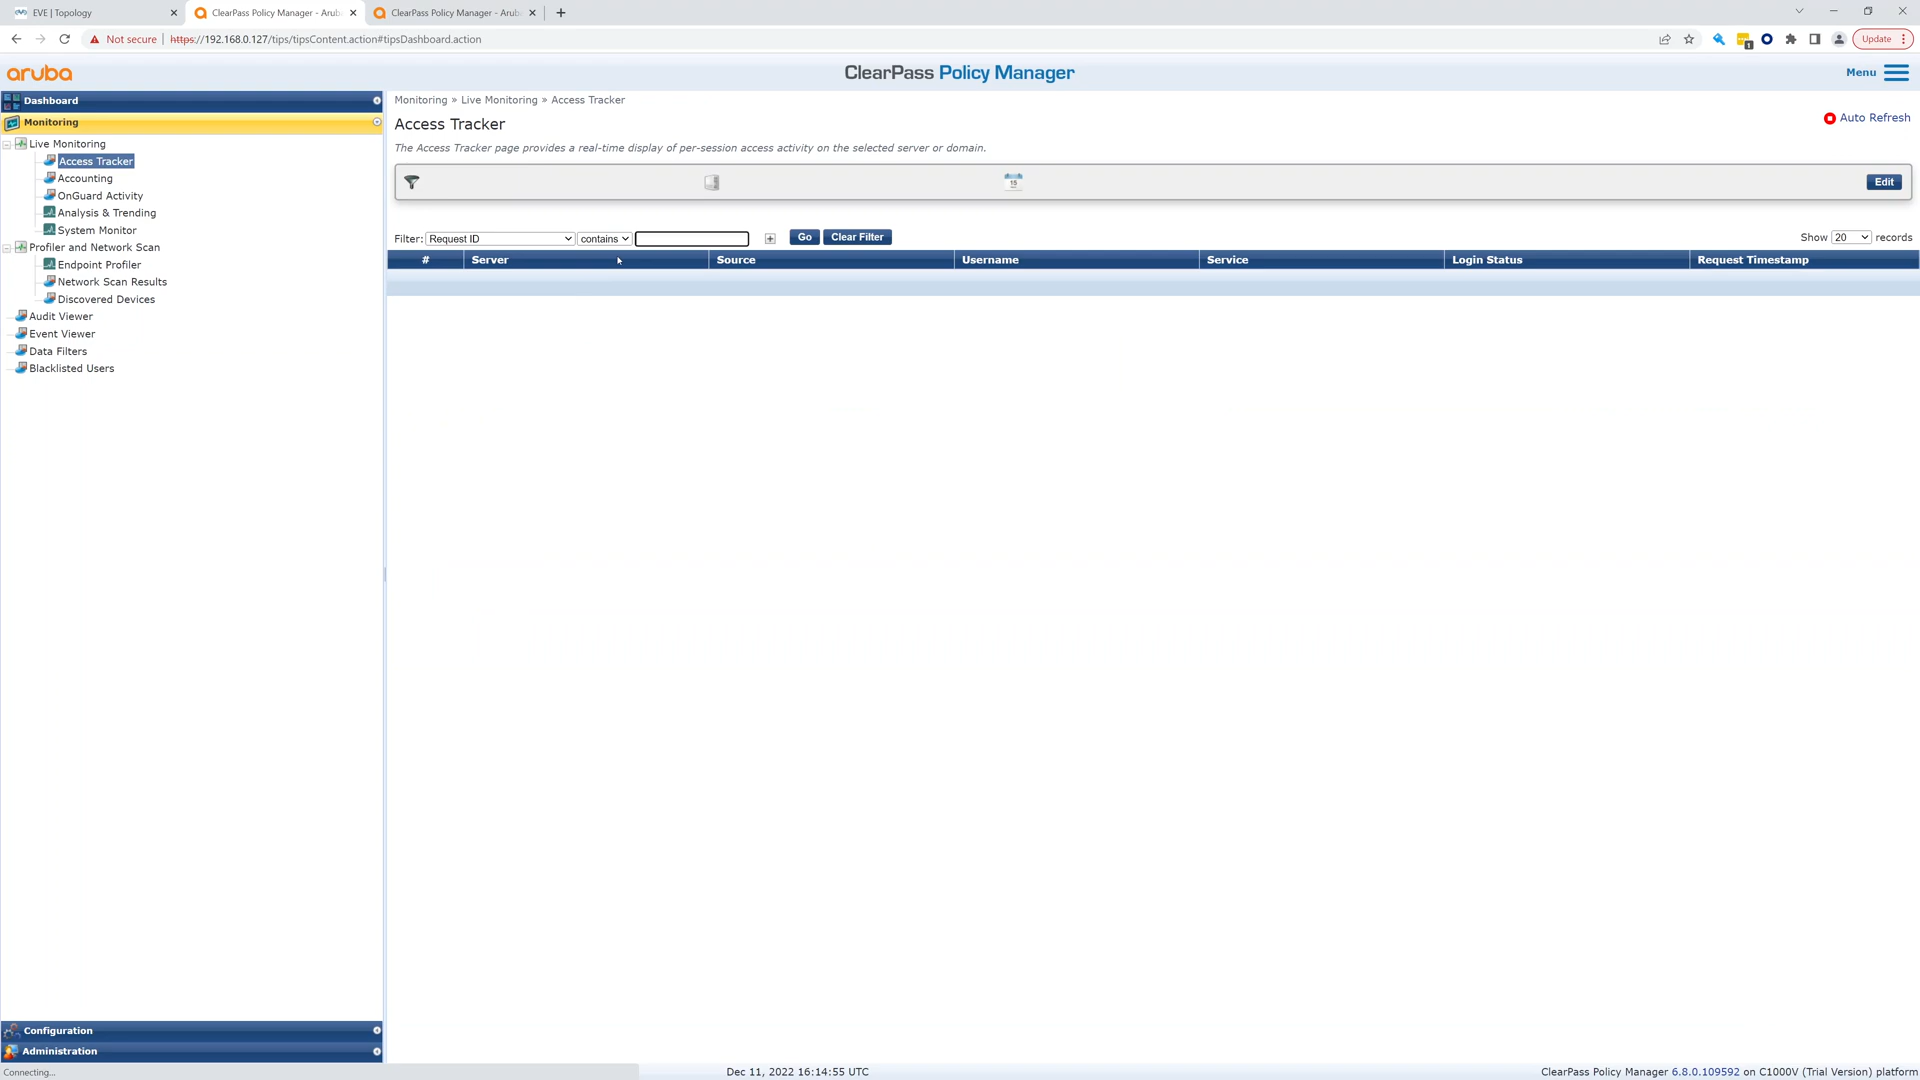 EVE | Topology
ClearPass Policy Manager - Arub
ClearPass Policy Manager - Arub
Not secure
https://192.168.0.127/tips/tipsContent.action#tipsDashboard.action
1
Update
aruba
ClearPass Policy Manager
Menu
Dashboard
Monitoring
Live Monitoring
Access Tracker
Accounting
OnGuard Activity
Analysis & Trending
System Monitor
Profiler and Network Scan
Endpoint Profiler
Network Scan Results
Discovered Devices
Audit Viewer
Event Viewer
Data Filters
Blacklisted Users
Configuration
Administration
Monitoring » Live Monitoring » Access Tracker
Access Tracker
Auto Refresh
The Access Tracker page provides a real-time display of per-session access activity on the selected server or domain.
15
Edit
Filter: Request ID contains Go Clear Filter Show 20 records
# Server Source Username Service Login Status Request Timestamp
Connecting...
Dec 11, 2022 16:14:55 UTC
ClearPass Policy Manager 6.8.0.109592 on C1000V (Trial Version) platform